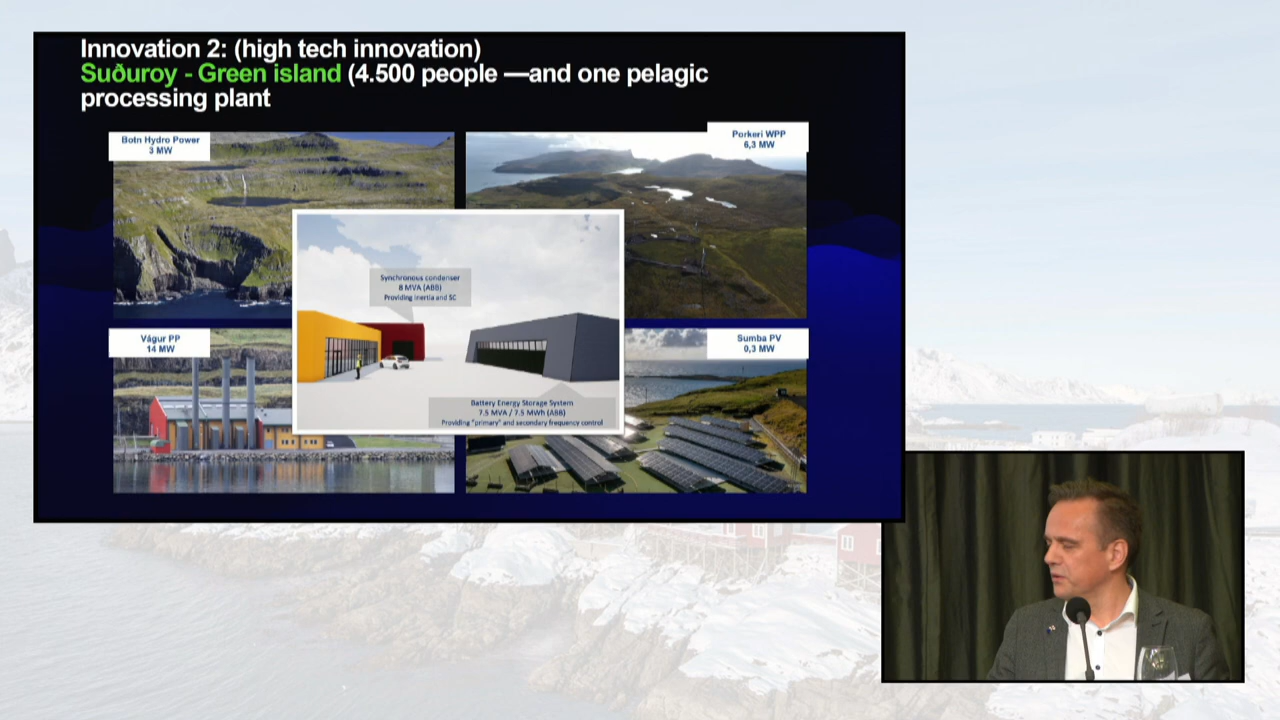 Innovation 2: (high tech innovation)
Suðuroy - Green island (4.500 people —and one pelagic
processing plant
Botn Hydro Power
3 MW
Porkeri WPP
6,3 MW
Synchronous condenser
8 MVA (ABB)
Providing inertia and SC
Vágur PP
14 MW
Sumba PV
0,3 MW
Battery Energy Storage System
7.5 MVA / 7.5 MWh (ABB)
Providing "primary" and secondary frequency control